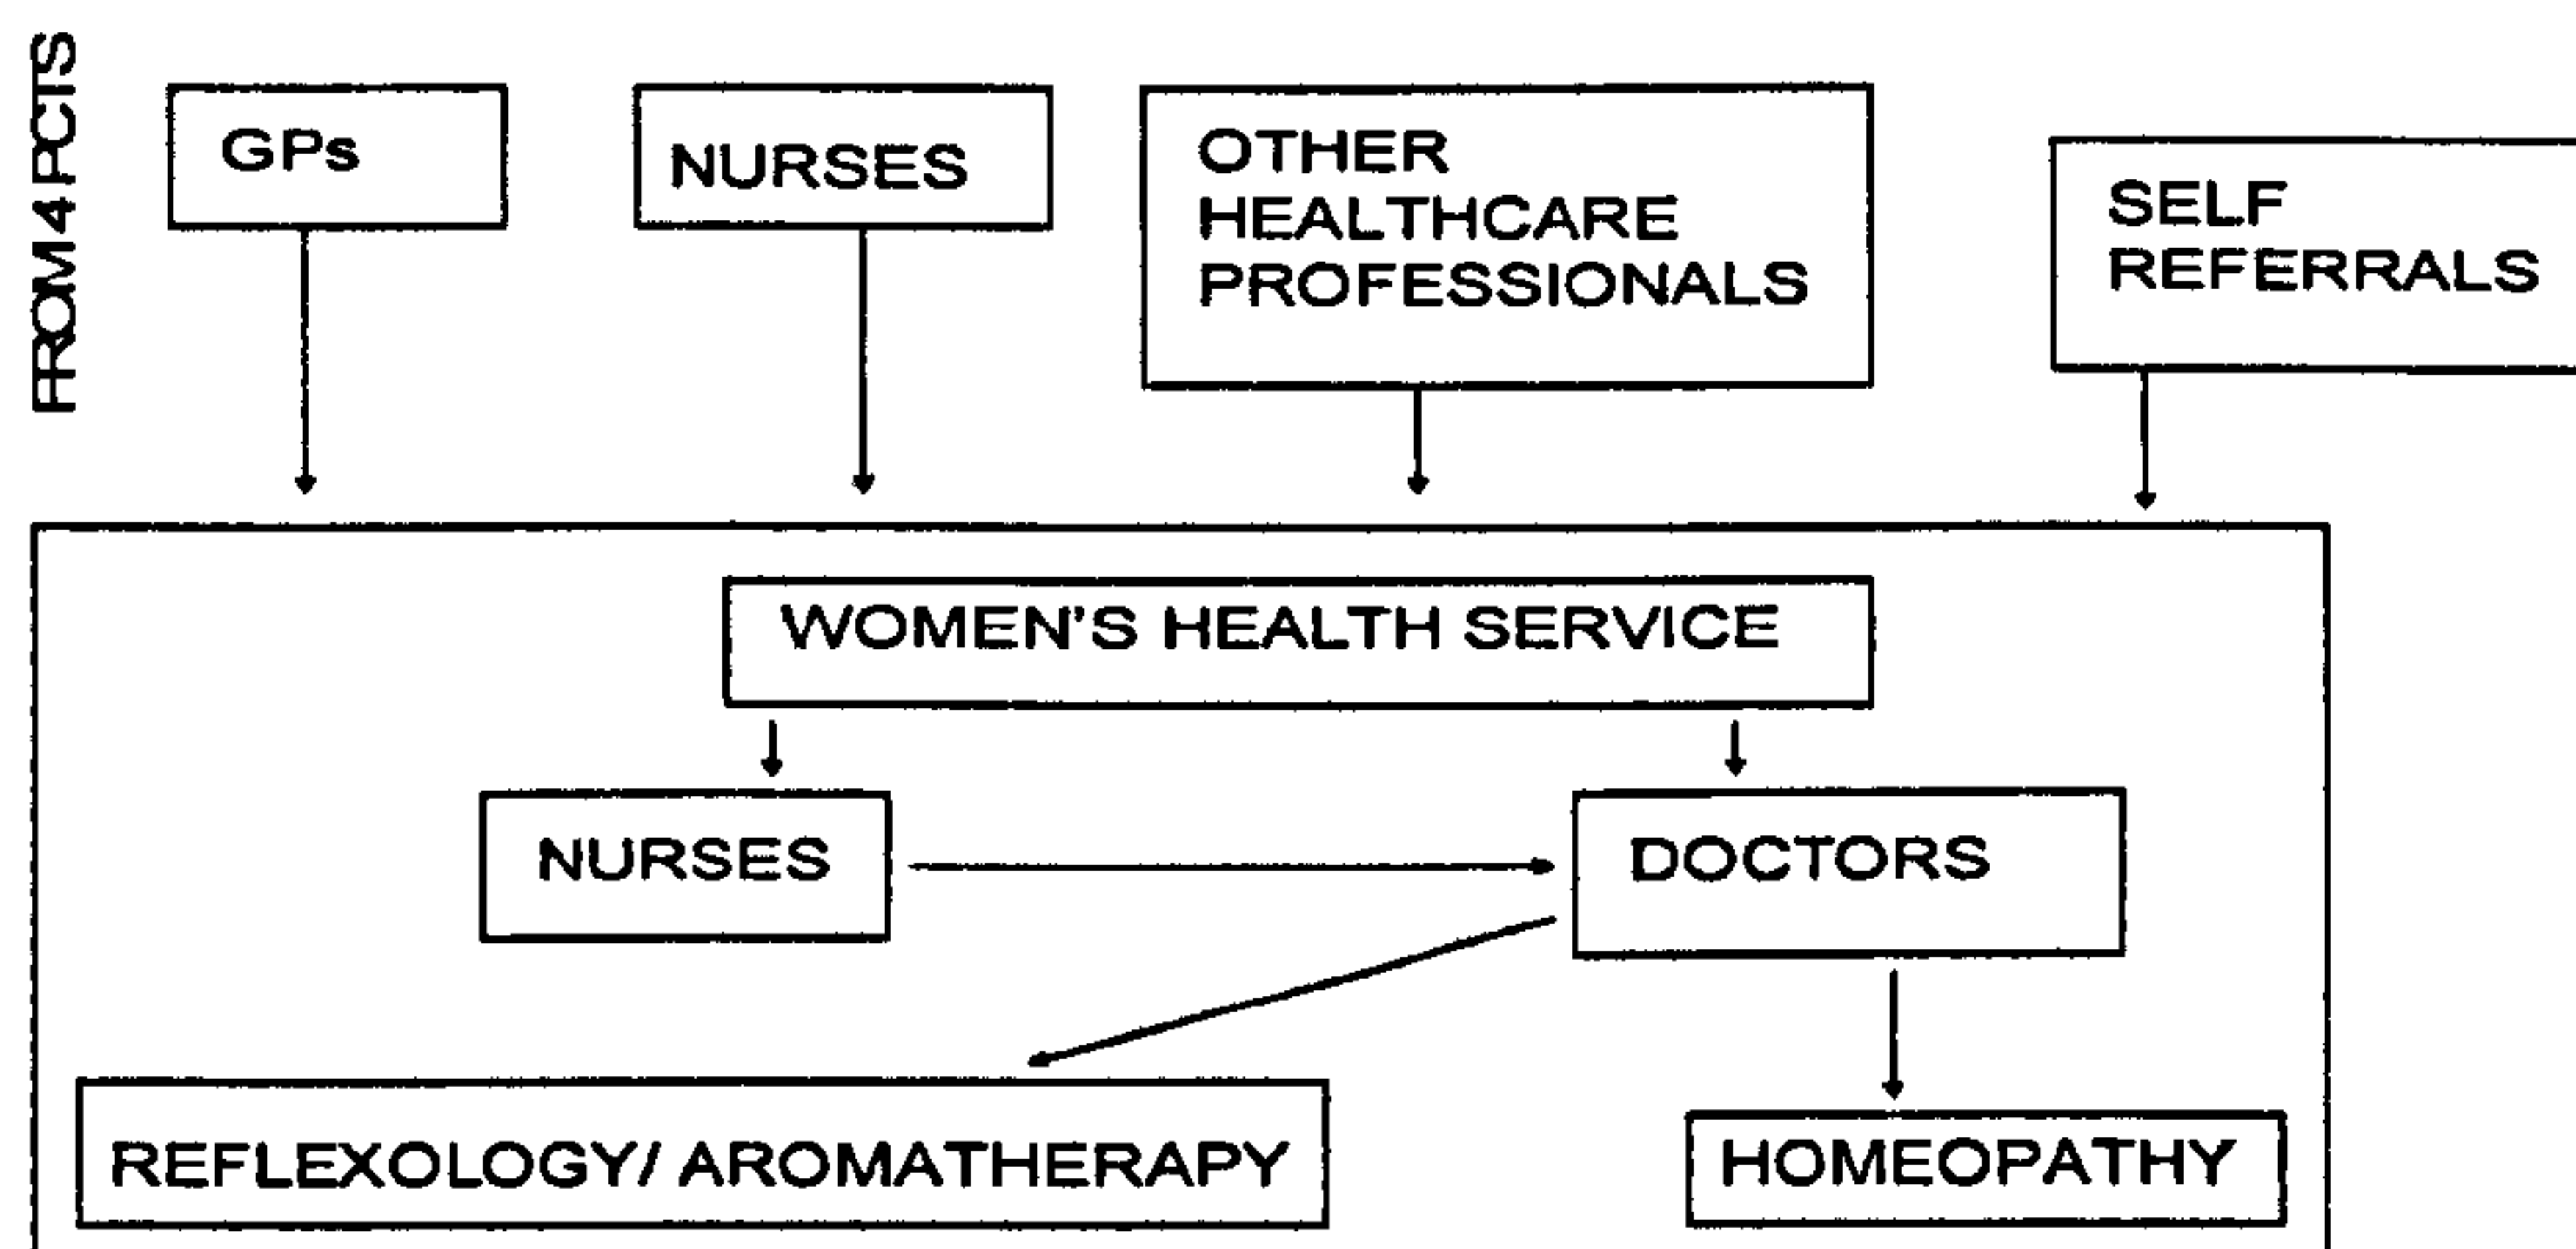 FROM 4 PCTS
GPs
NURSES
OTHER
HEALTHCARE
PROFESSIONALS
SELF
REFERRALS
WOMEN'S HEALTH SERVICE
NURSES
DOCTORS
REFLEXOLOGY/ AROMATHERAPY
HOMEOPATHY